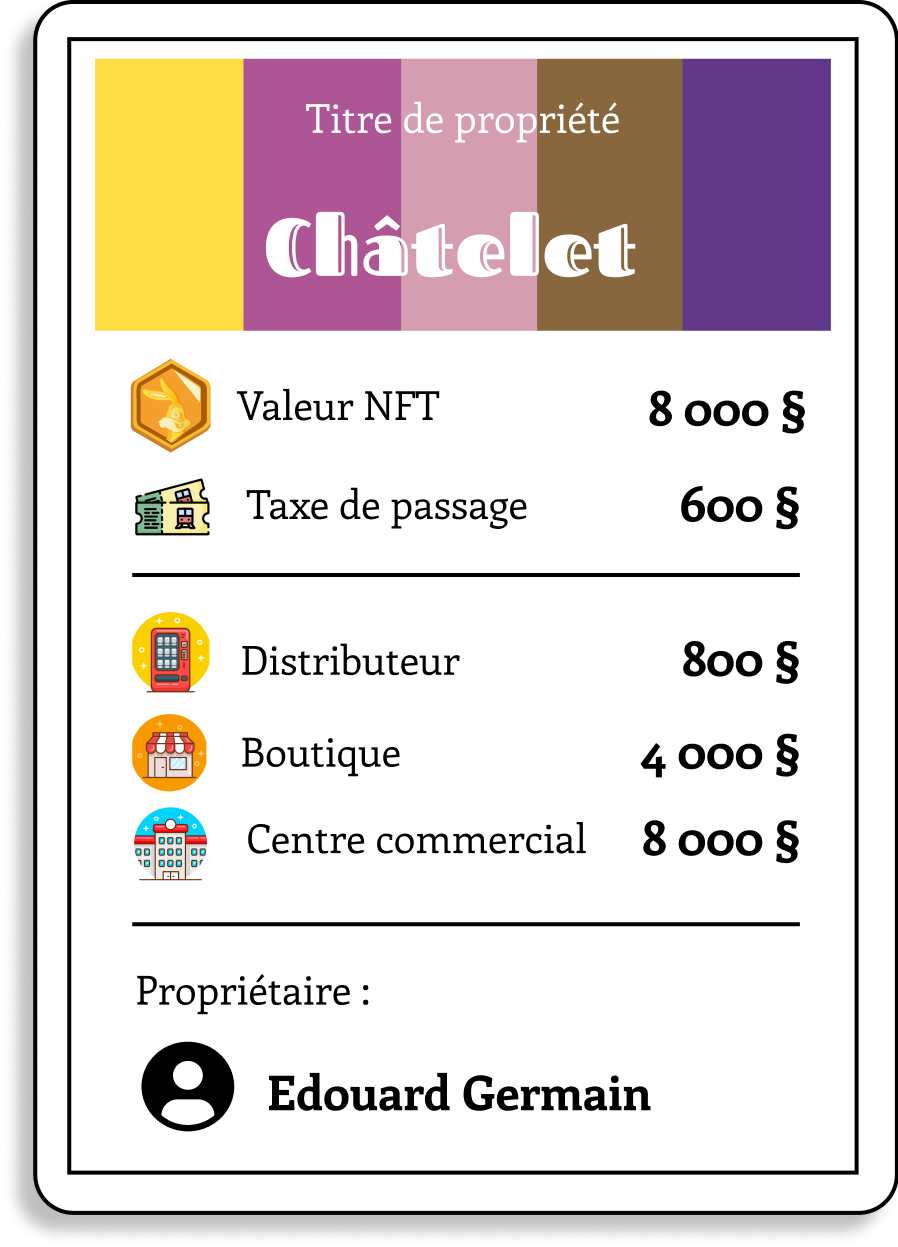 Titre de propriété
Châtelet
Valeur NFT 8 000 §
Taxe de passage 600 §
Distributeur 800 §
Boutique 4 000 §
Centre commercial 8 000 §
Propriétaire :
Edouard Germain